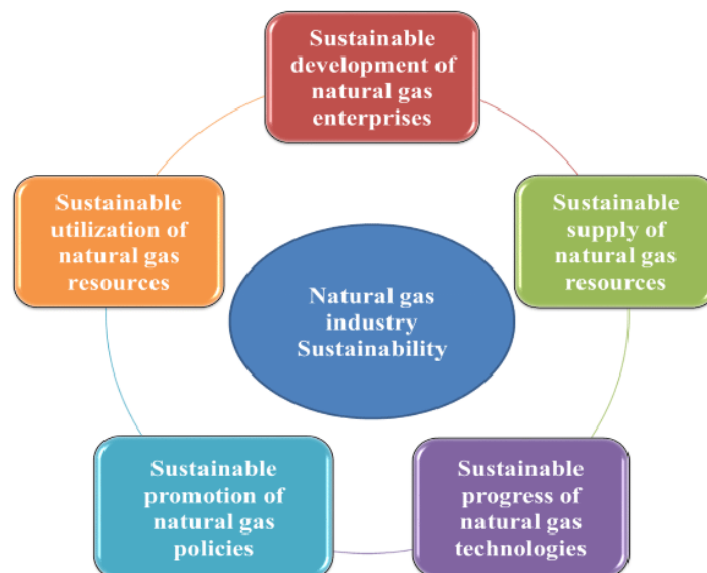 Sustainable
development of
natural gas
enterprises
Sustainable
utilization of
natural gas
resources
Sustainable
supply of
natural gas
resources
Natural gas
industry
Sustainability
Sustainable
promotion of
natural gas
policies
Sustainable
progress of
natural gas
technologies